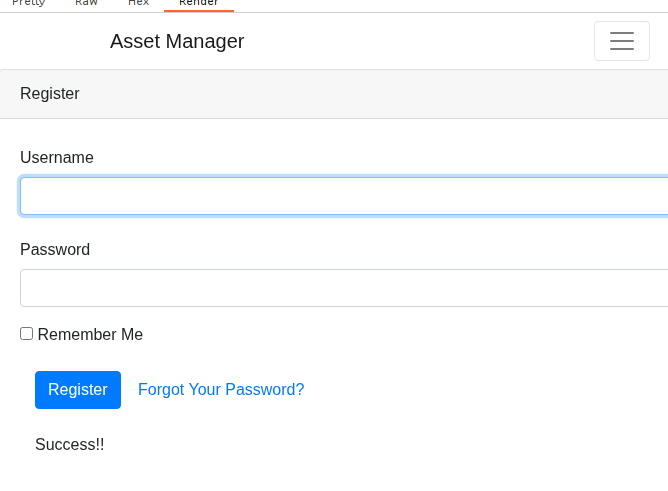 Pretty Raw Hex Render
Asset Manager
Register
Username
Password
Remember Me
Register Forgot Your Password?
Success!!